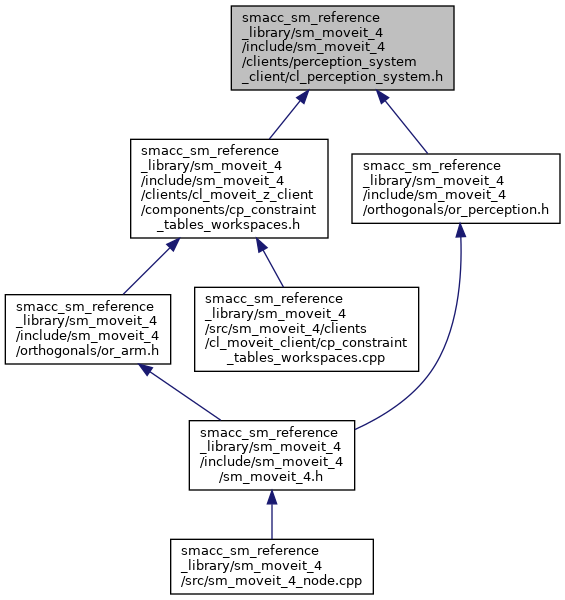 smacc_sm_reference
_library/sm_moveit_4
/include/sm_moveit_4
/clients/perception_system
_client/cl_perception_system.h
smacc_sm_reference
_library/sm_moveit_4
/include/sm_moveit_4
/clients/cl_moveit_z_client
/components/cp_constraint
_tables_workspaces.h
smacc_sm_reference
_library/sm_moveit_4
/include/sm_moveit_4
/orthogonals/or_perception.h
smacc_sm_reference
_library/sm_moveit_4
/include/sm_moveit_4
/orthogonals/or_arm.h
smacc_sm_reference
_library/sm_moveit_4
/src/sm_moveit_4/clients
/cl_moveit_client/cp_constraint
_tables_workspaces.cpp
smacc_sm_reference
_library/sm_moveit_4
/include/sm_moveit_4
/sm_moveit_4.h
smacc_sm_reference
_library/sm_moveit_4
/src/sm_moveit_4_node.cpp